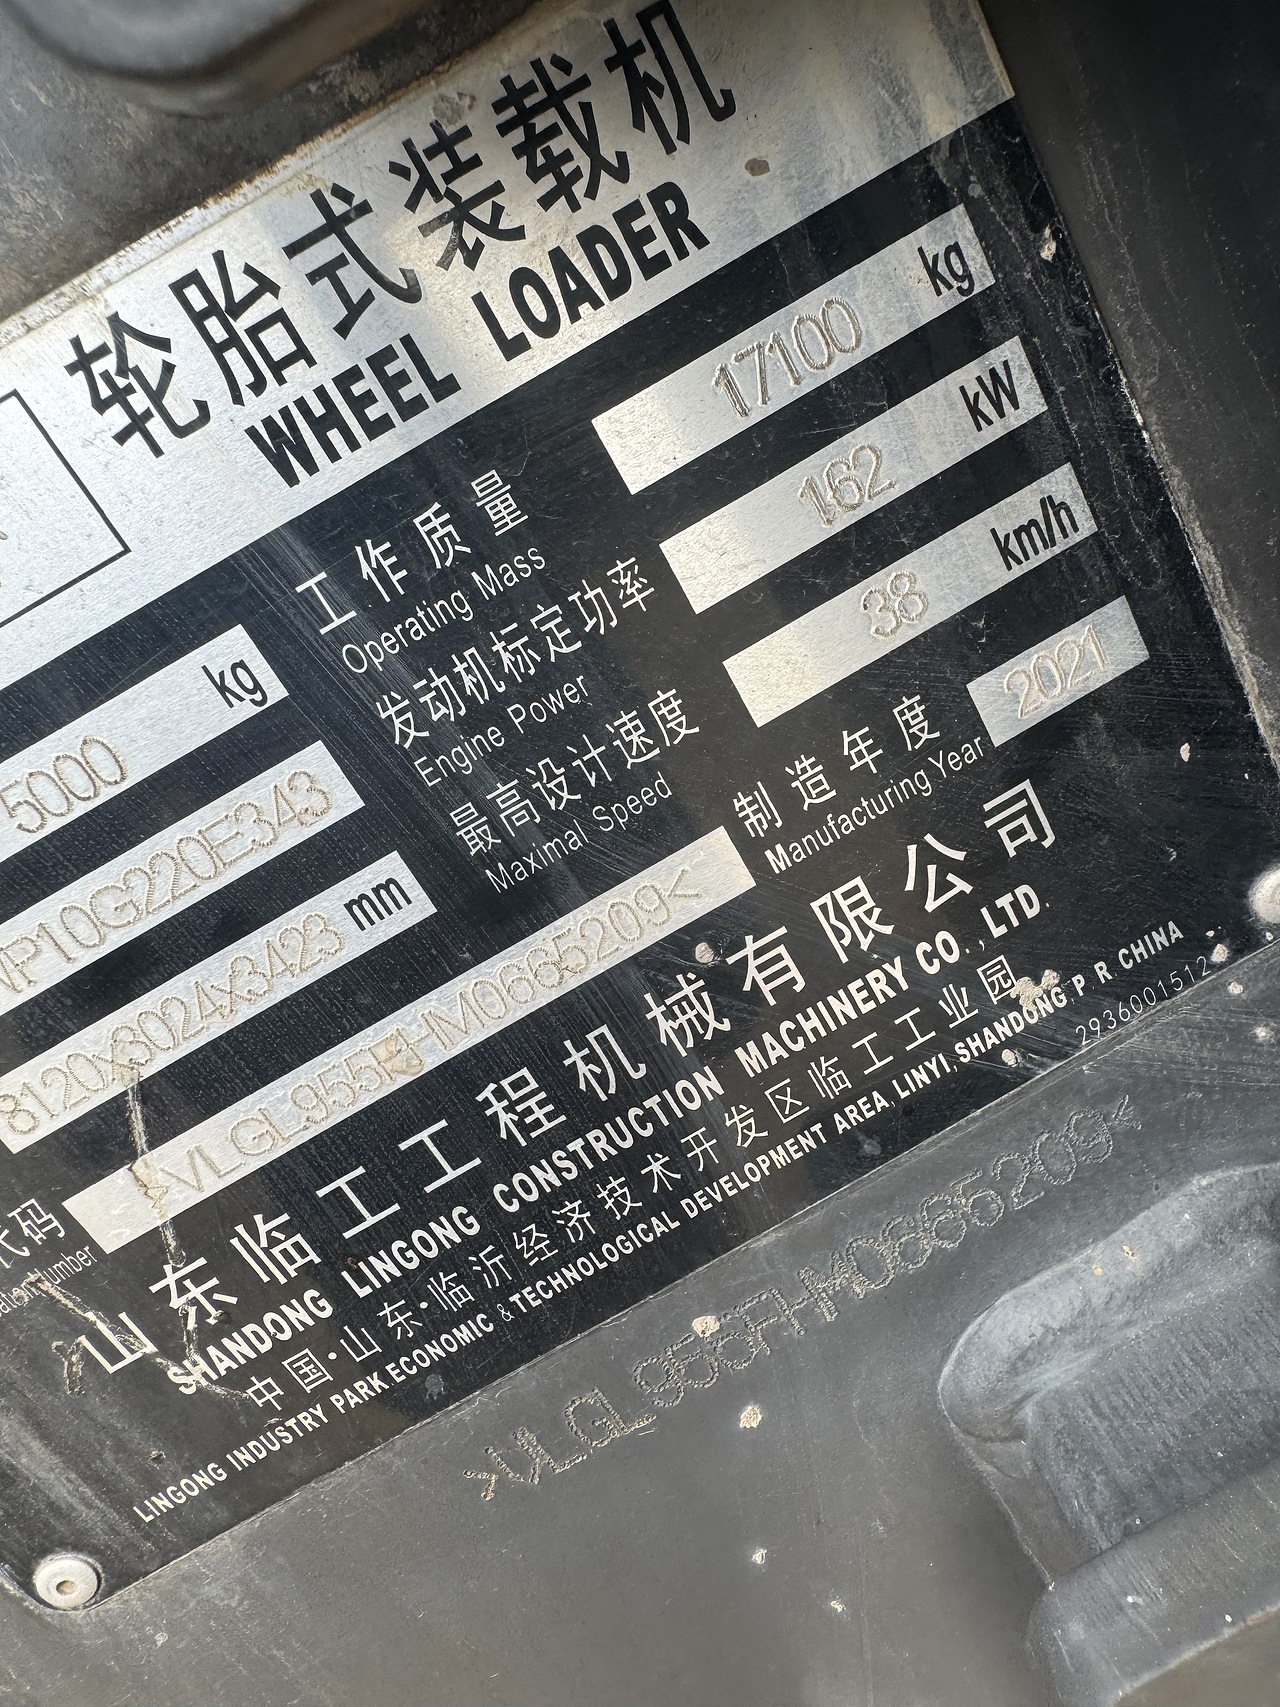 轮胎式装载机
WHEEL LOADER
工作质量 17100 kg
Operating Mass
发动机标定功率 162 kW
Engine Power
最高设计速度 38 km/h
Maximal Speed
制造年度 2021
Manufacturing Year
5000 kg
WP10G220E343
8120x3024x3423 mm
代码 >VLGL955FHM0665209<
Number
山东临工工程机械有限公司
SHANDONG LINGONG CONSTRUCTION MACHINERY CO., LTD.
中国·山东·临沂经济技术开发区临工工业园
LINGONG INDUSTRY PARK ECONOMIC & TECHNOLOGICAL DEVELOPMENT AREA, LINYI, SHANDONG, P R CHINA
2936001512
>VLGL955FHM0665209<